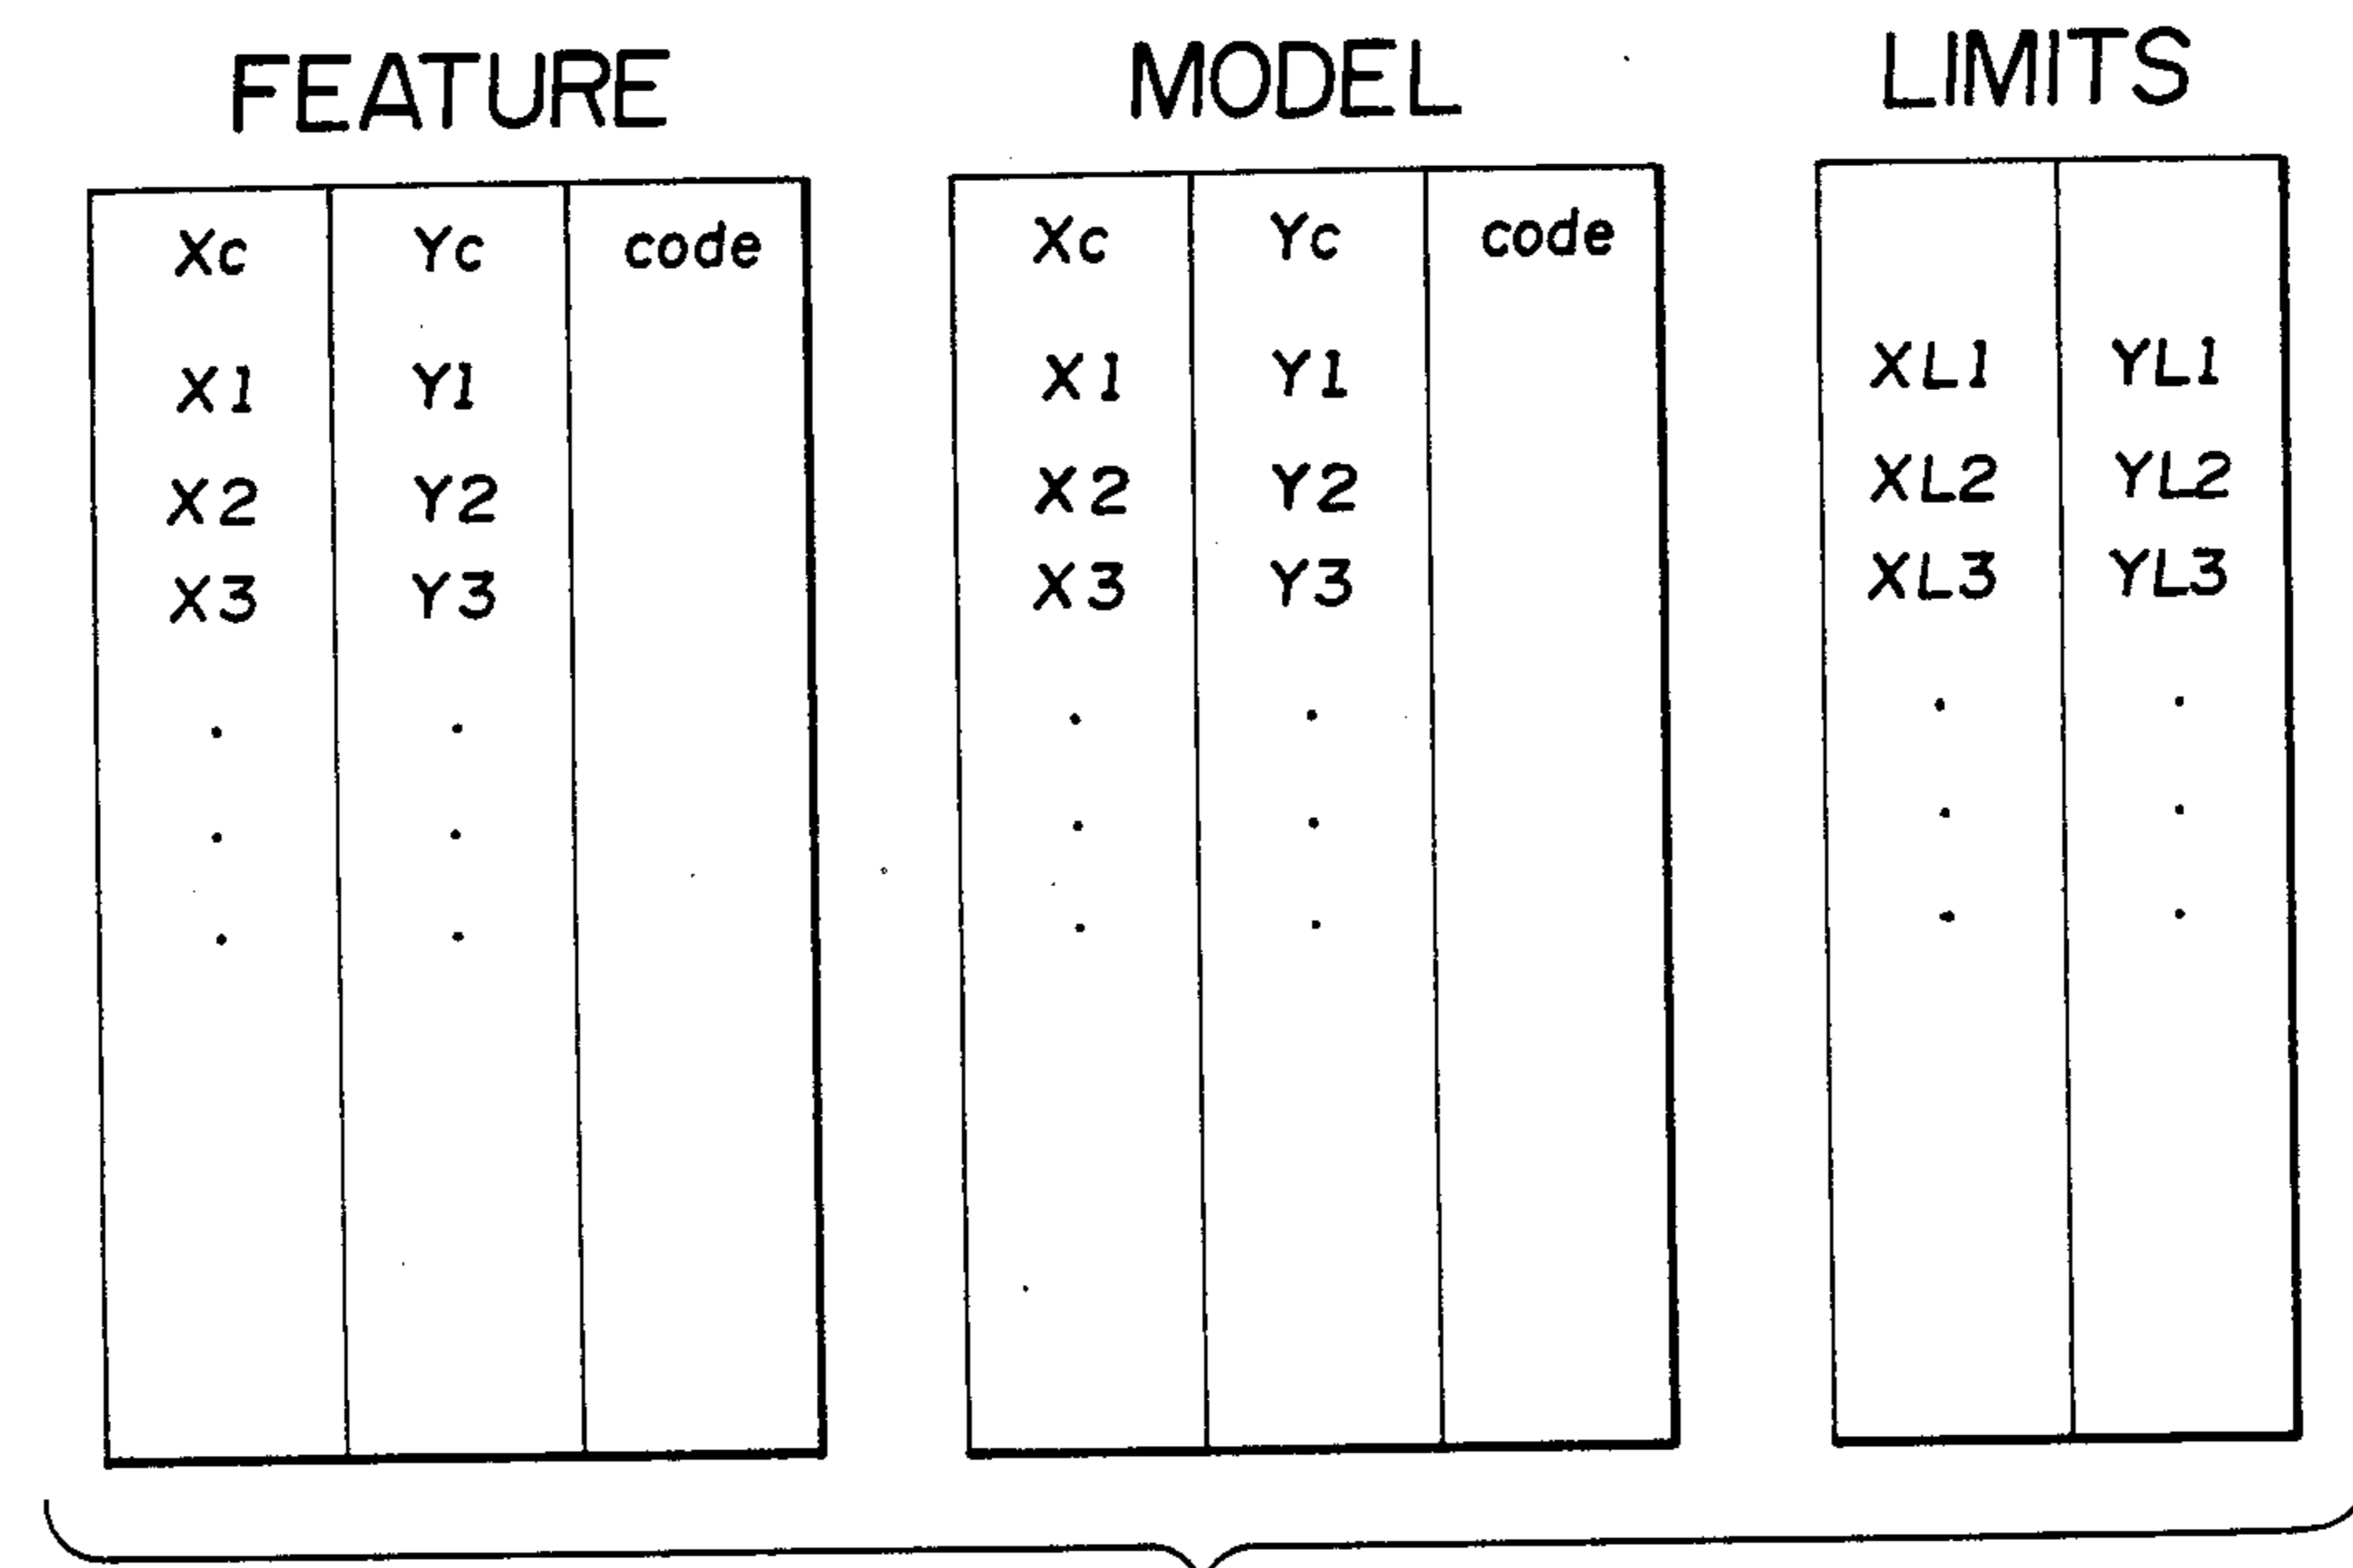 FEATURE MODEL LIMITS
Xc Yc code Xc Yc code
X1 Y1 X1 Y1 XL1 YL1
X2 Y2 X2 Y2 XL2 YL2
X3 Y3 X3 Y3 XL3 YL3
. . . . . .
. . . . . .
. . . . . .